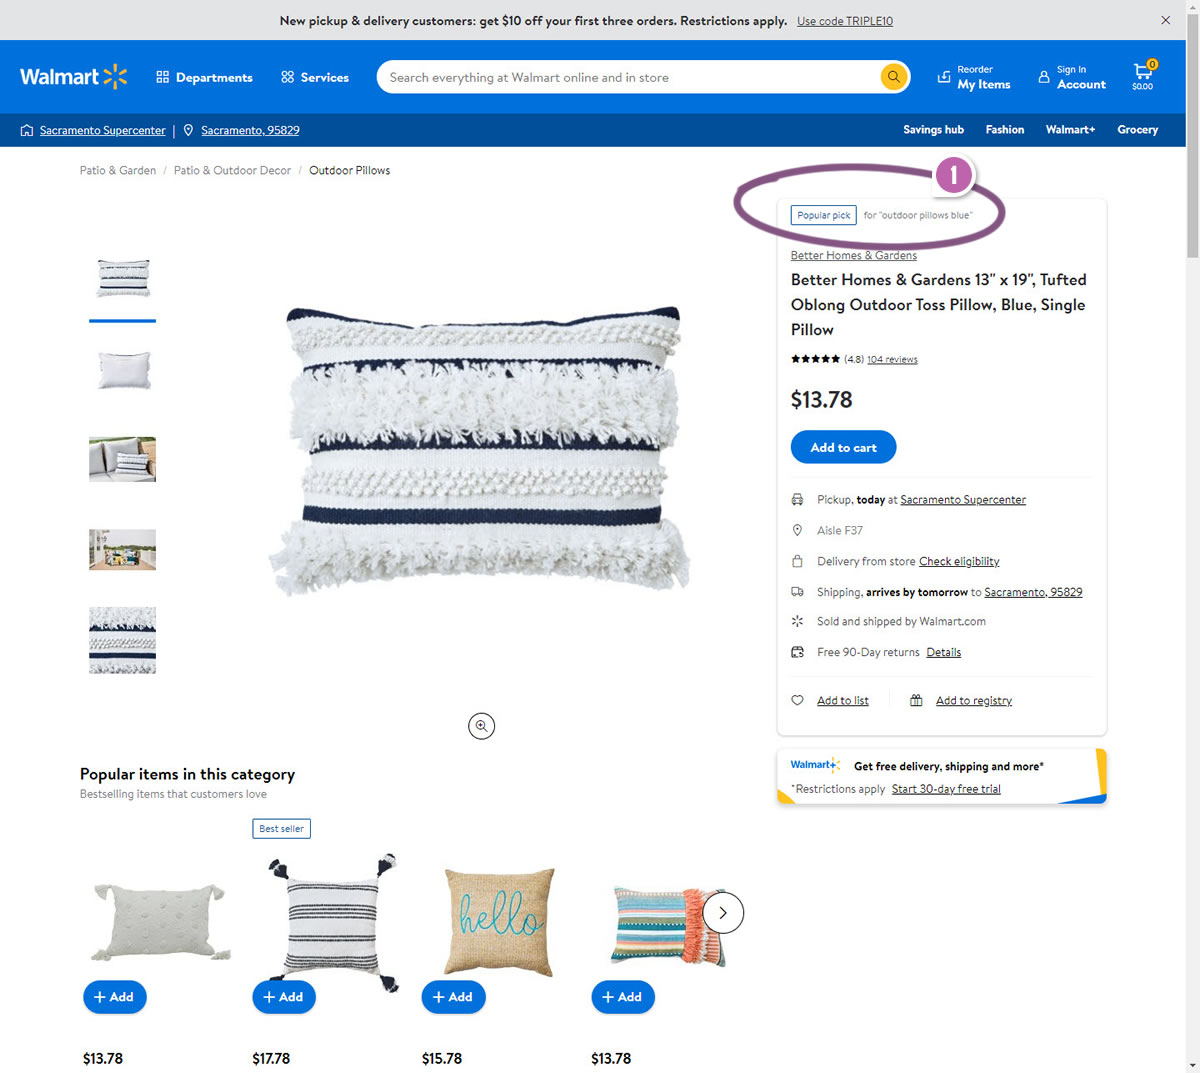 New pickup & delivery customers: get $10 off your first three orders. Restrictions apply. Use code TRIPLE10
Walmart
Departments
Services
Search everything at Walmart online and in store
Reorder
My Items
Sign In
Account
0
$0.00
Sacramento Supercenter | Sacramento, 95829
Savings hub
Fashion
Walmart+
Grocery
Patio & Garden / Patio & Outdoor Decor / Outdoor Pillows
1
Popular pick for "outdoor pillows blue"
Better Homes & Gardens
Better Homes & Gardens 13" x 19", Tufted
Oblong Outdoor Toss Pillow, Blue, Single
Pillow
(4.8) 104 reviews
$13.78
Add to cart
Pickup, today at Sacramento Supercenter
Aisle F37
Delivery from store Check eligibility
Shipping, arrives by tomorrow to Sacramento, 95829
Sold and shipped by Walmart.com
Free 90-Day returns Details
Add to list
Add to registry
Walmart+ Get free delivery, shipping and more*
*Restrictions apply Start 30-day free trial
Popular items in this category
Bestselling items that customers love
Best seller
hello
+ Add
+ Add
+ Add
+ Add
$13.78
$17.78
$15.78
$13.78